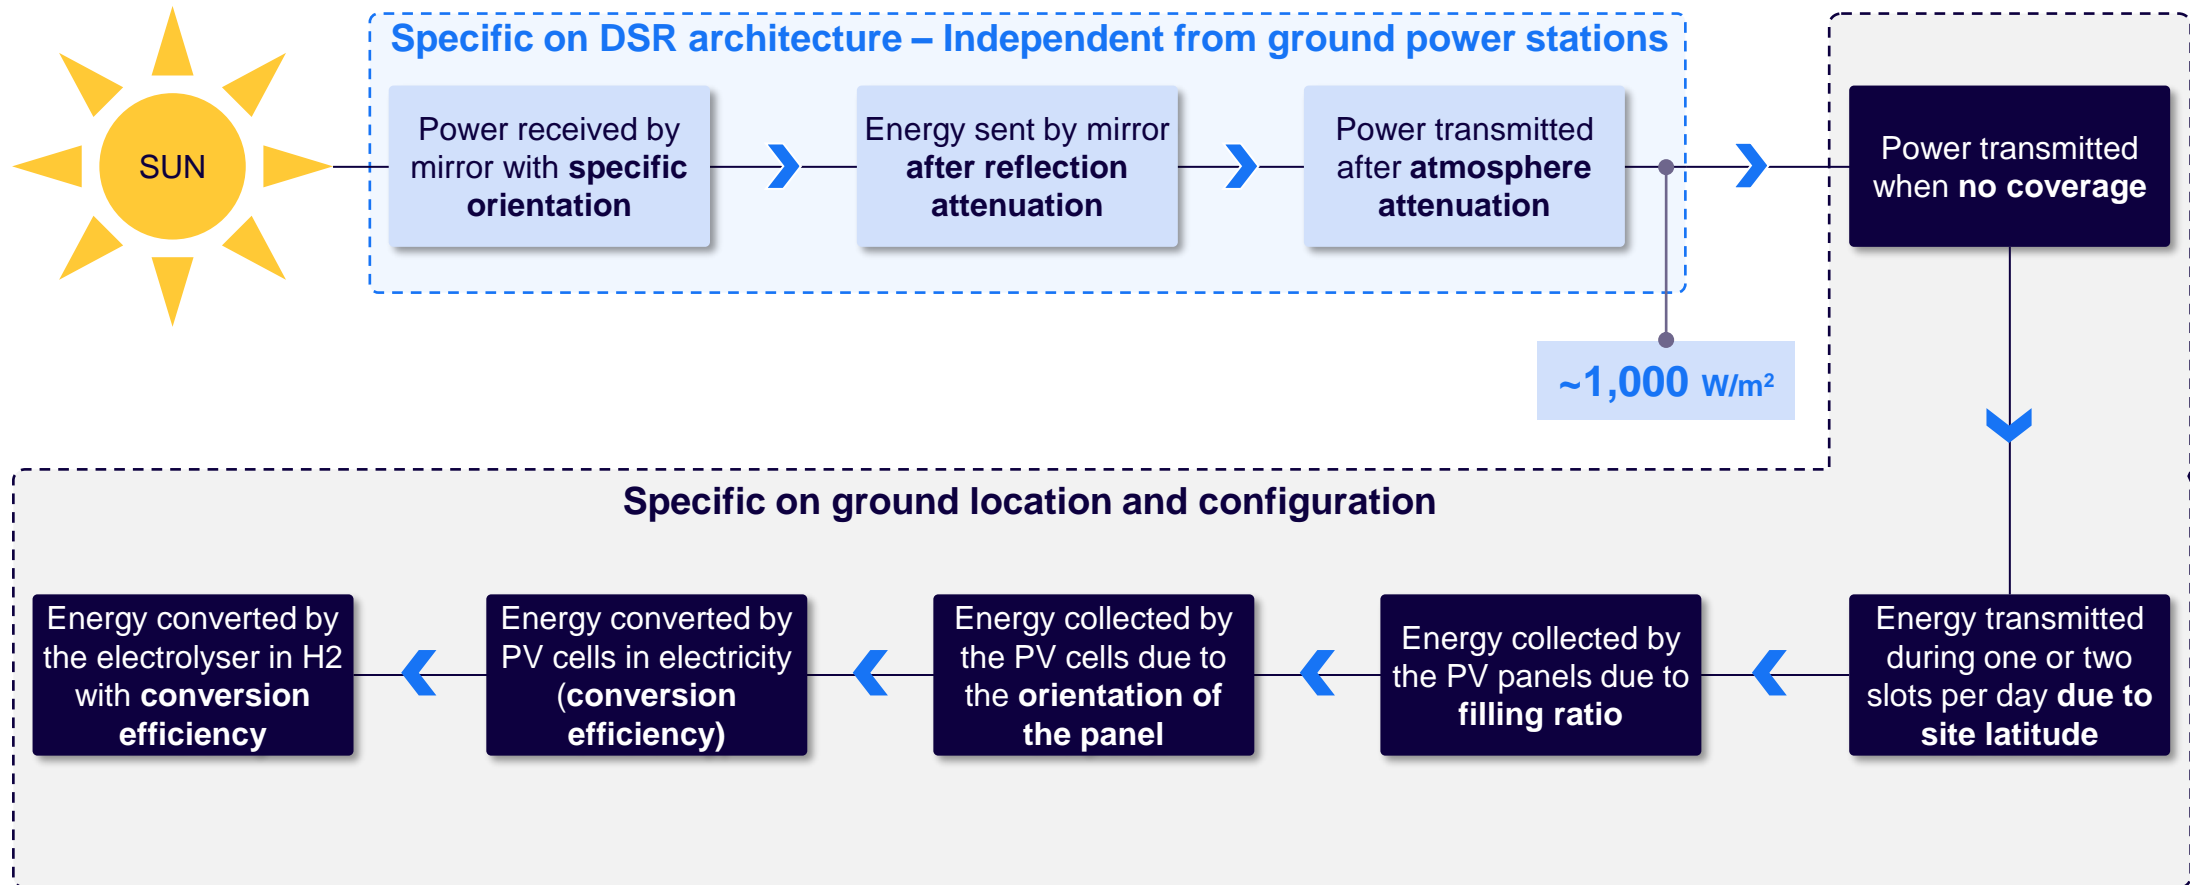 Specific on DSR architecture – Independent from ground power stations
SUN
Power received by
mirror with specific
orientation
Energy sent by mirror
after reflection
attenuation
Power transmitted
after atmosphere
attenuation
Power transmitted
when no coverage
~1,000 W/m²
Specific on ground location and configuration
Energy converted by
the electrolyser in H2
with conversion
efficiency
Energy converted by
PV cells in electricity
(conversion
efficiency)
Energy collected by
the PV cells due to
the orientation of
the panel
Energy collected by
the PV panels due to
filling ratio
Energy transmitted
during one or two
slots per day due to
site latitude